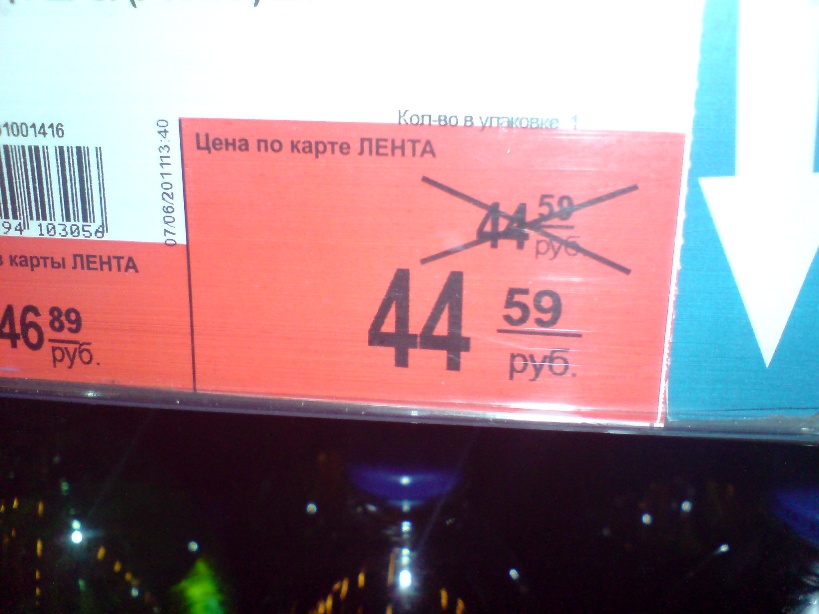 Кол-во в упаковке 1
1001416
07/06/2011 13:40
94 103056
Цена по карте ЛЕНТА
44 59
руб.
44 59
руб.
карты ЛЕНТА
46 89
руб.